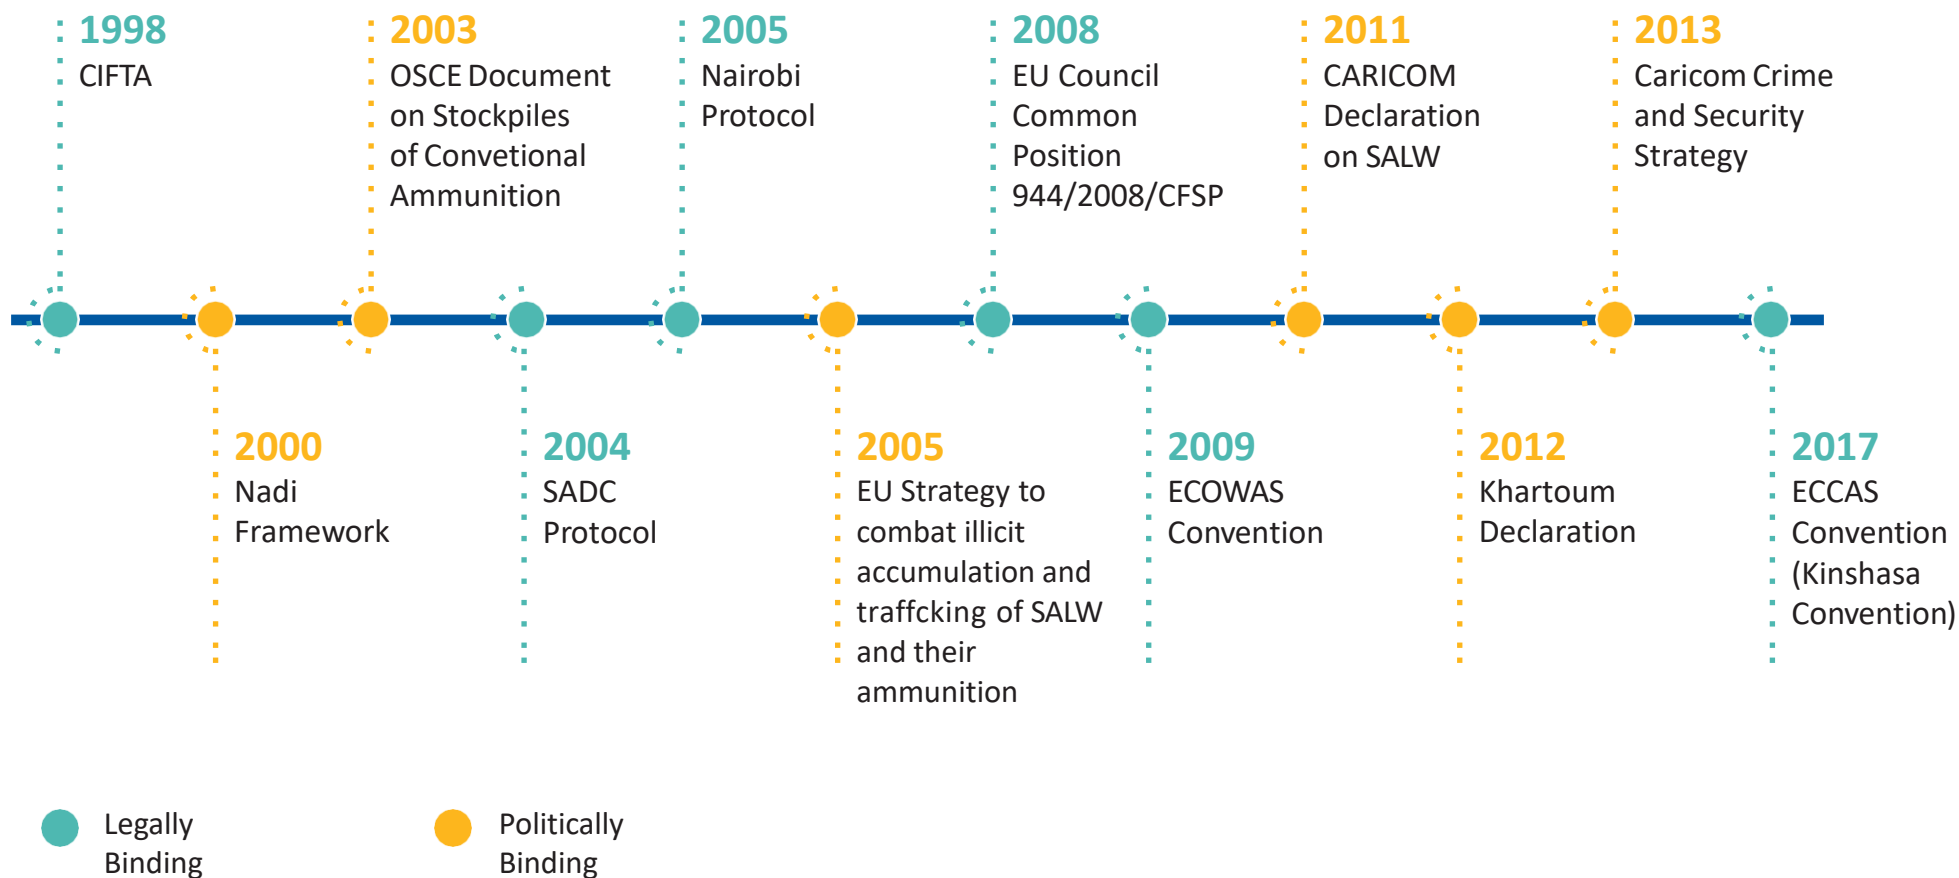 1998
CIFTA
2003
OSCE Document
on Stockpiles
of Convetional
Ammunition
2005
Nairobi
Protocol
2008
EU Council
Common
Position
944/2008/CFSP
2011
CARICOM
Declaration
on SALW
2013
Caricom Crime
and Security
Strategy
2000
Nadi
Framework
2004
SADC
Protocol
2005
EU Strategy to
combat illicit
accumulation and
traffcking of SALW
and their
ammunition
2009
ECOWAS
Convention
2012
Khartoum
Declaration
2017
ECCAS
Convention
(Kinshasa
Convention)
Legally
Binding
Politically
Binding